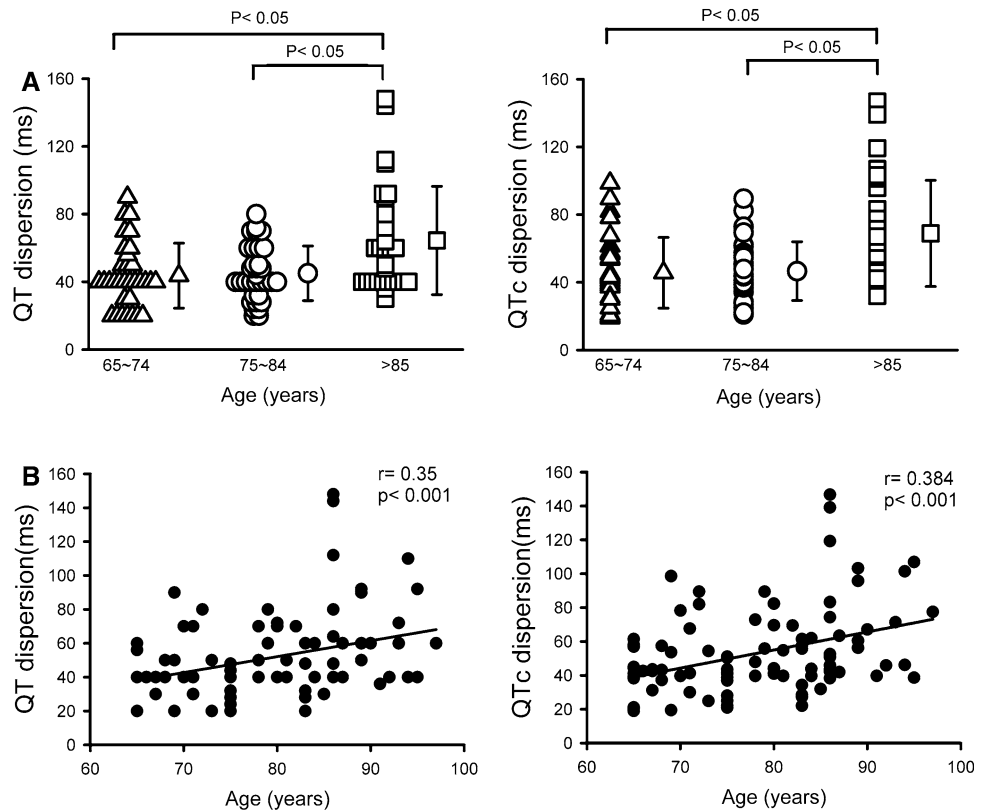 P< 0.05
P< 0.05
A
QT dispersion (ms)
160
120
80
40
0
65~74
75~84
>85
Age (years)
P< 0.05
P< 0.05
QTc dispersion (ms)
160
120
80
40
0
65~74
75~84
>85
Age (years)
B
QT dispersion(ms)
160
140
120
100
80
60
40
20
0
r= 0.35
p< 0.001
60
70
80
90
100
Age (years)
QTc dispersion(ms)
160
140
120
100
80
60
40
20
0
r= 0.384
p< 0.001
60
70
80
90
100
Age (years)